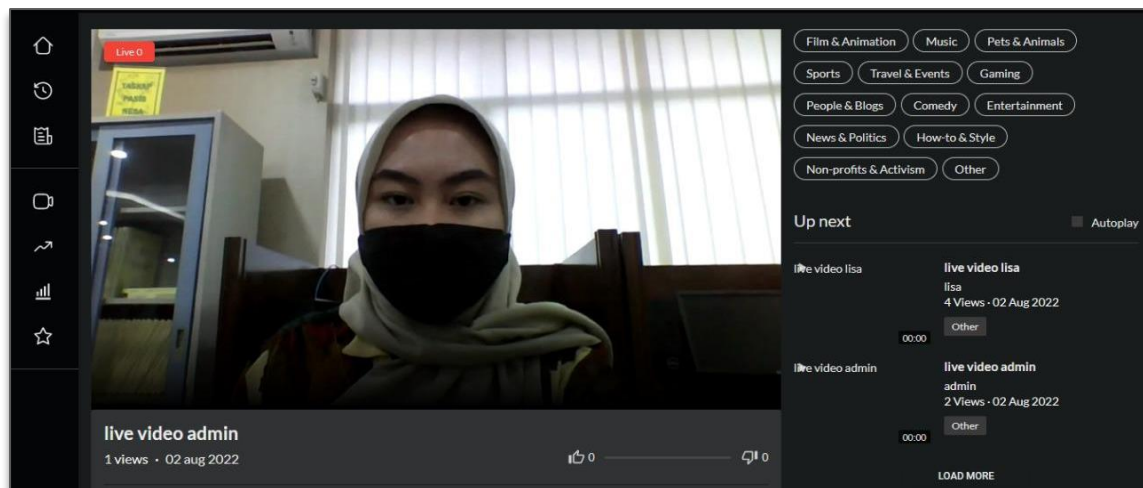 Live 0
live video admin
1 views · 02 aug 2022
0
0
Film & Animation
Music
Pets & Animals
Sports
Travel & Events
Gaming
People & Blogs
Comedy
Entertainment
News & Politics
How-to & Style
Non-profits & Activism
Other
Up next
Autoplay
live video lisa
00:00
live video lisa
lisa
4 Views · 02 Aug 2022
Other
live video admin
00:00
live video admin
admin
2 Views · 02 Aug 2022
Other
LOAD MORE